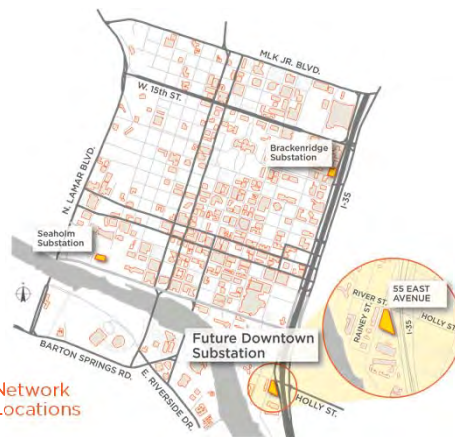 MLK JR. BLVD.
W. 15th ST.
Brackenridge
Substation
I-35
N. LAMAR BLVD.
Seaholm
Substation
55 EAST
AVENUE
RIVER ST.
RAINEY ST.
I-35
HOLLY ST.
Future Downtown
Substation
BARTON SPRINGS RD.
E. RIVERSIDE DR.
HOLLY ST.
Network
Locations